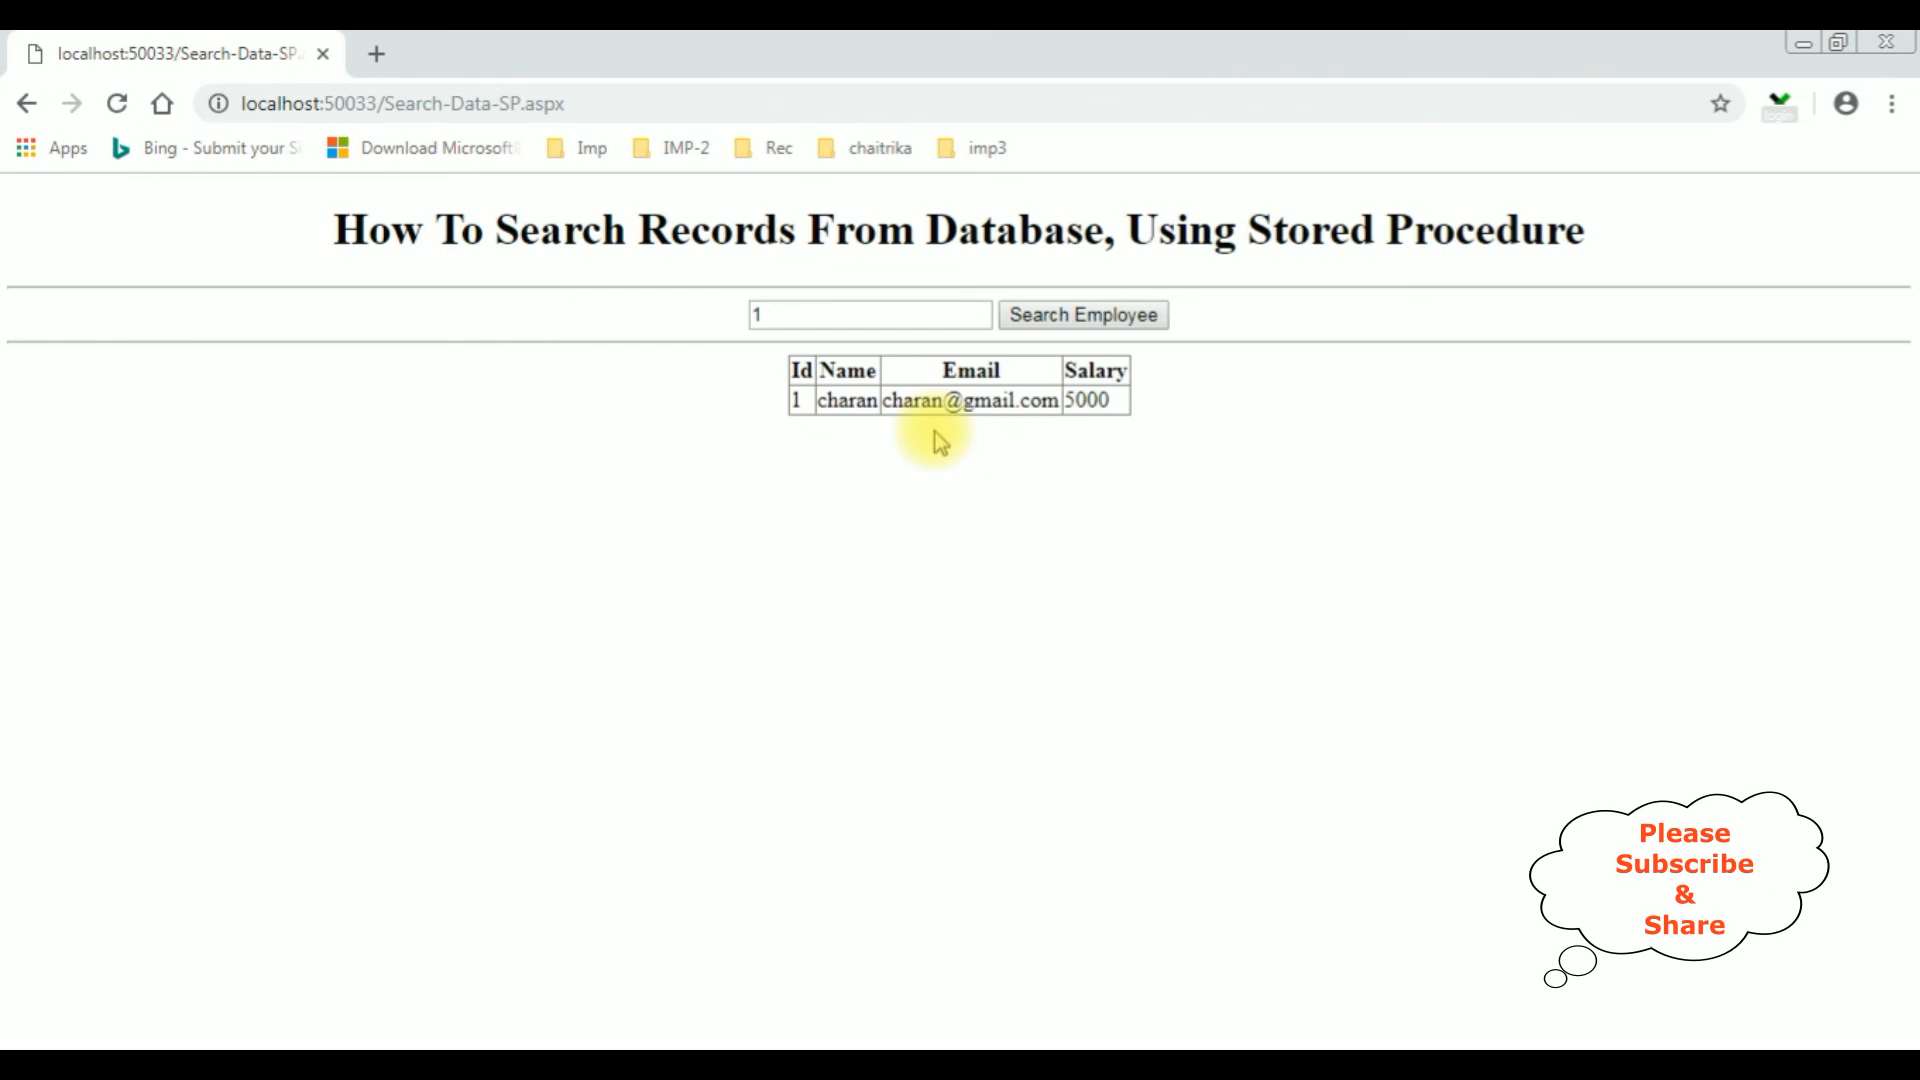 localhost:50033/Search-Data-SP.
localhost:50033/Search-Data-SP.aspx
Apps
Bing - Submit your Si
Download Microsoft
Imp
IMP-2
Rec
chaitrika
imp3
How To Search Records From Database, Using Stored Procedure
1 Search Employee
Id Name Email Salary
1 charan charan@gmail.com 5000
Please
Subscribe
&
Share